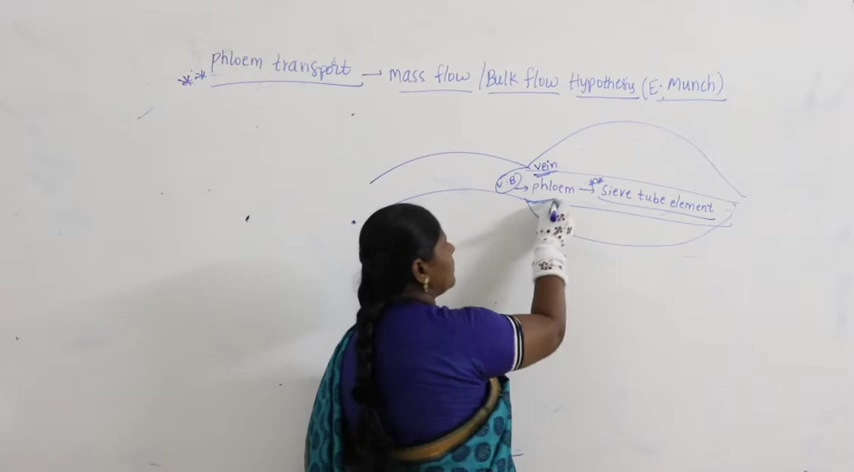 ** Phloem transport → Mass flow / Bulk flow Hypothesis (E. Munch)
vein
V.B → phloem → ** sieve tube element